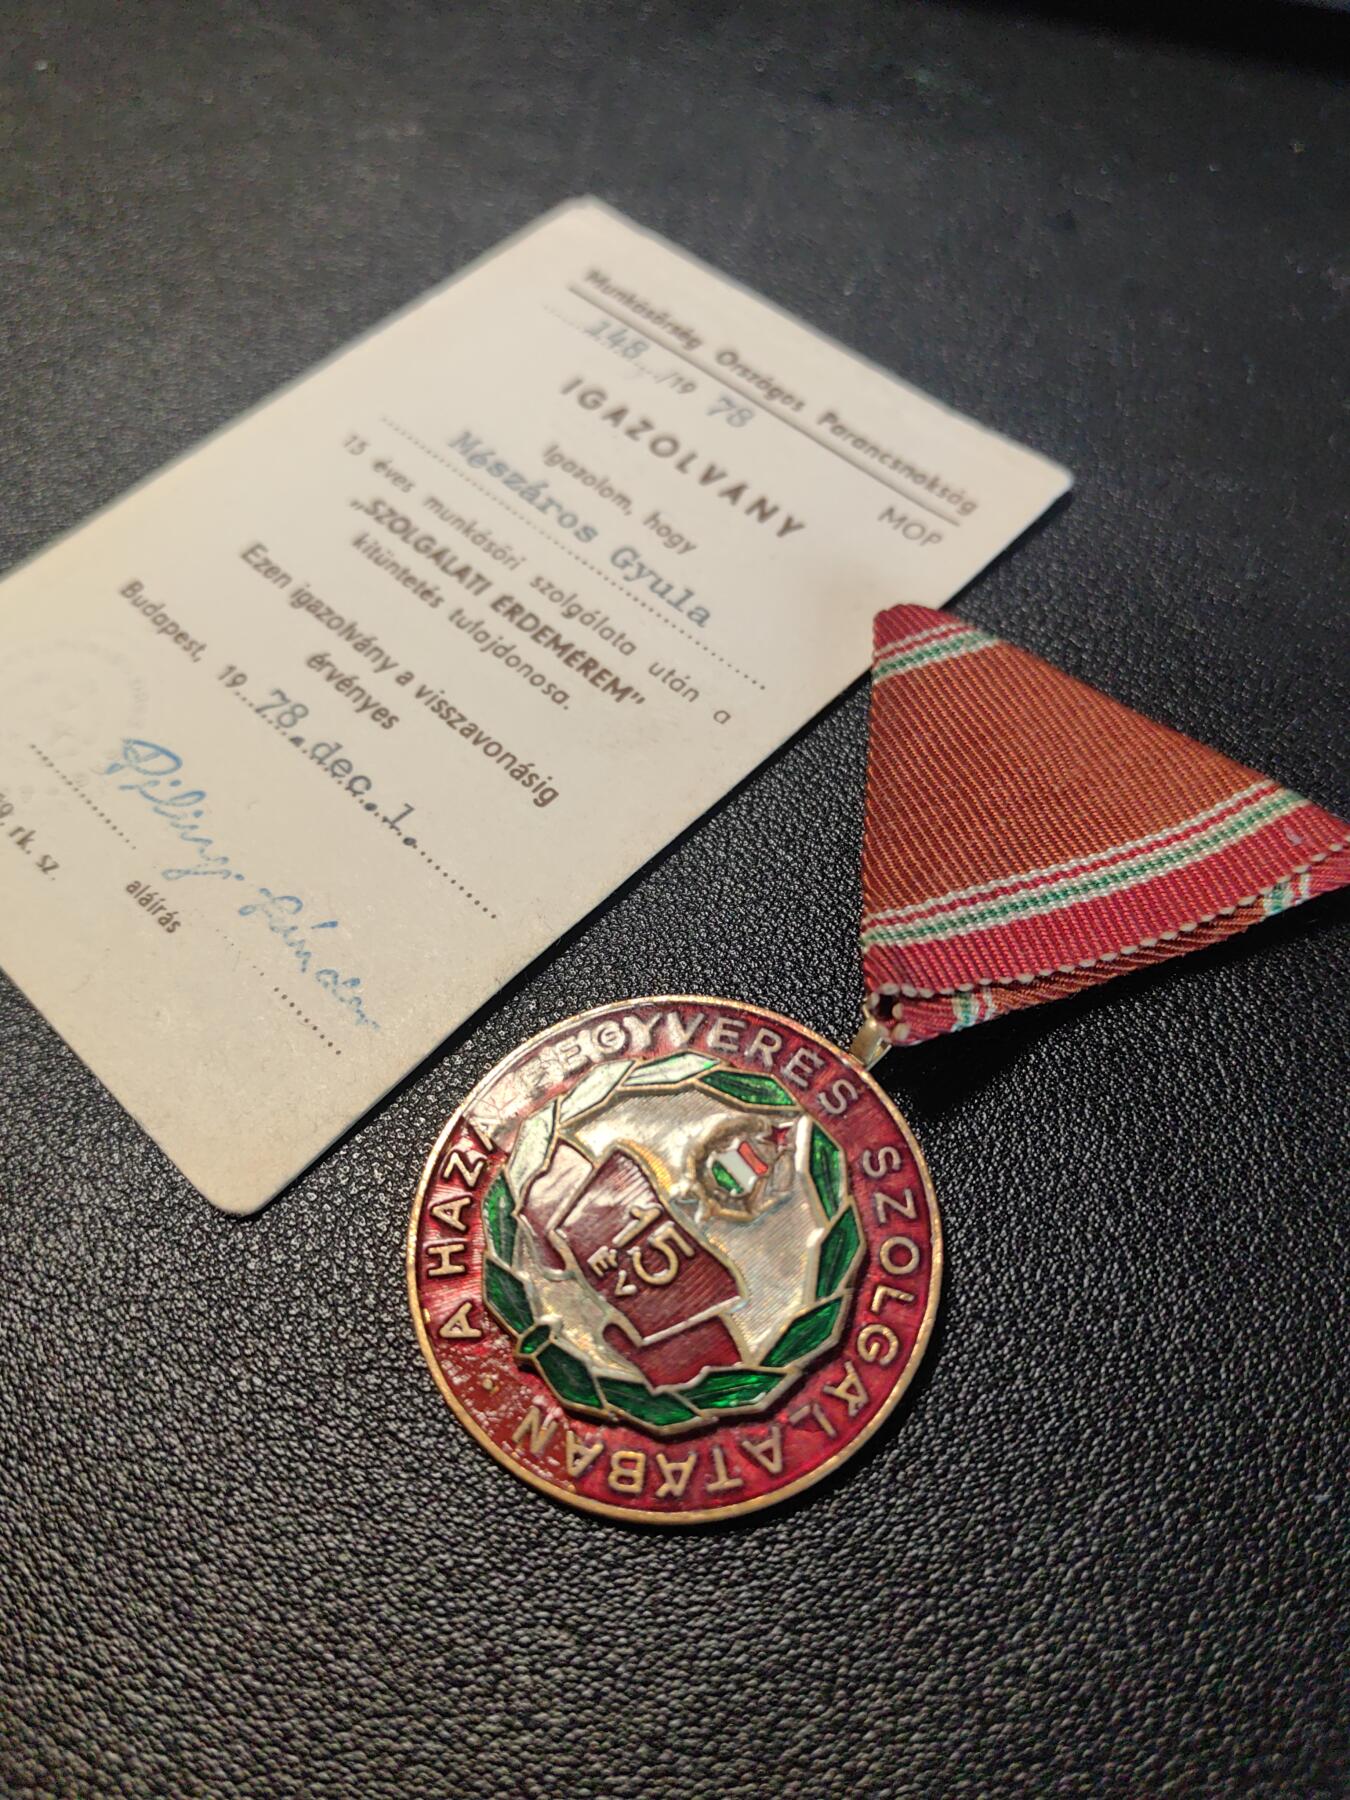 Munkásőrség Országos Parancsnokság
148 /19 78
MOP
IGAZOLVÁNY
Igazolom, hogy
Mészáros Gyula
15 éves munkásőri szolgálata után a
„SZOLGÁLATI ÉRDEMÉREM"
kitüntetés tulajdonosa.
Ezen igazolvány a visszavonásig
érvényes
Budapest, 19 78. dec. 1.
aláírás
rk. sz.
A HAZA FEGYVERES SZOLGÁLATÁBAN
15
ÉV